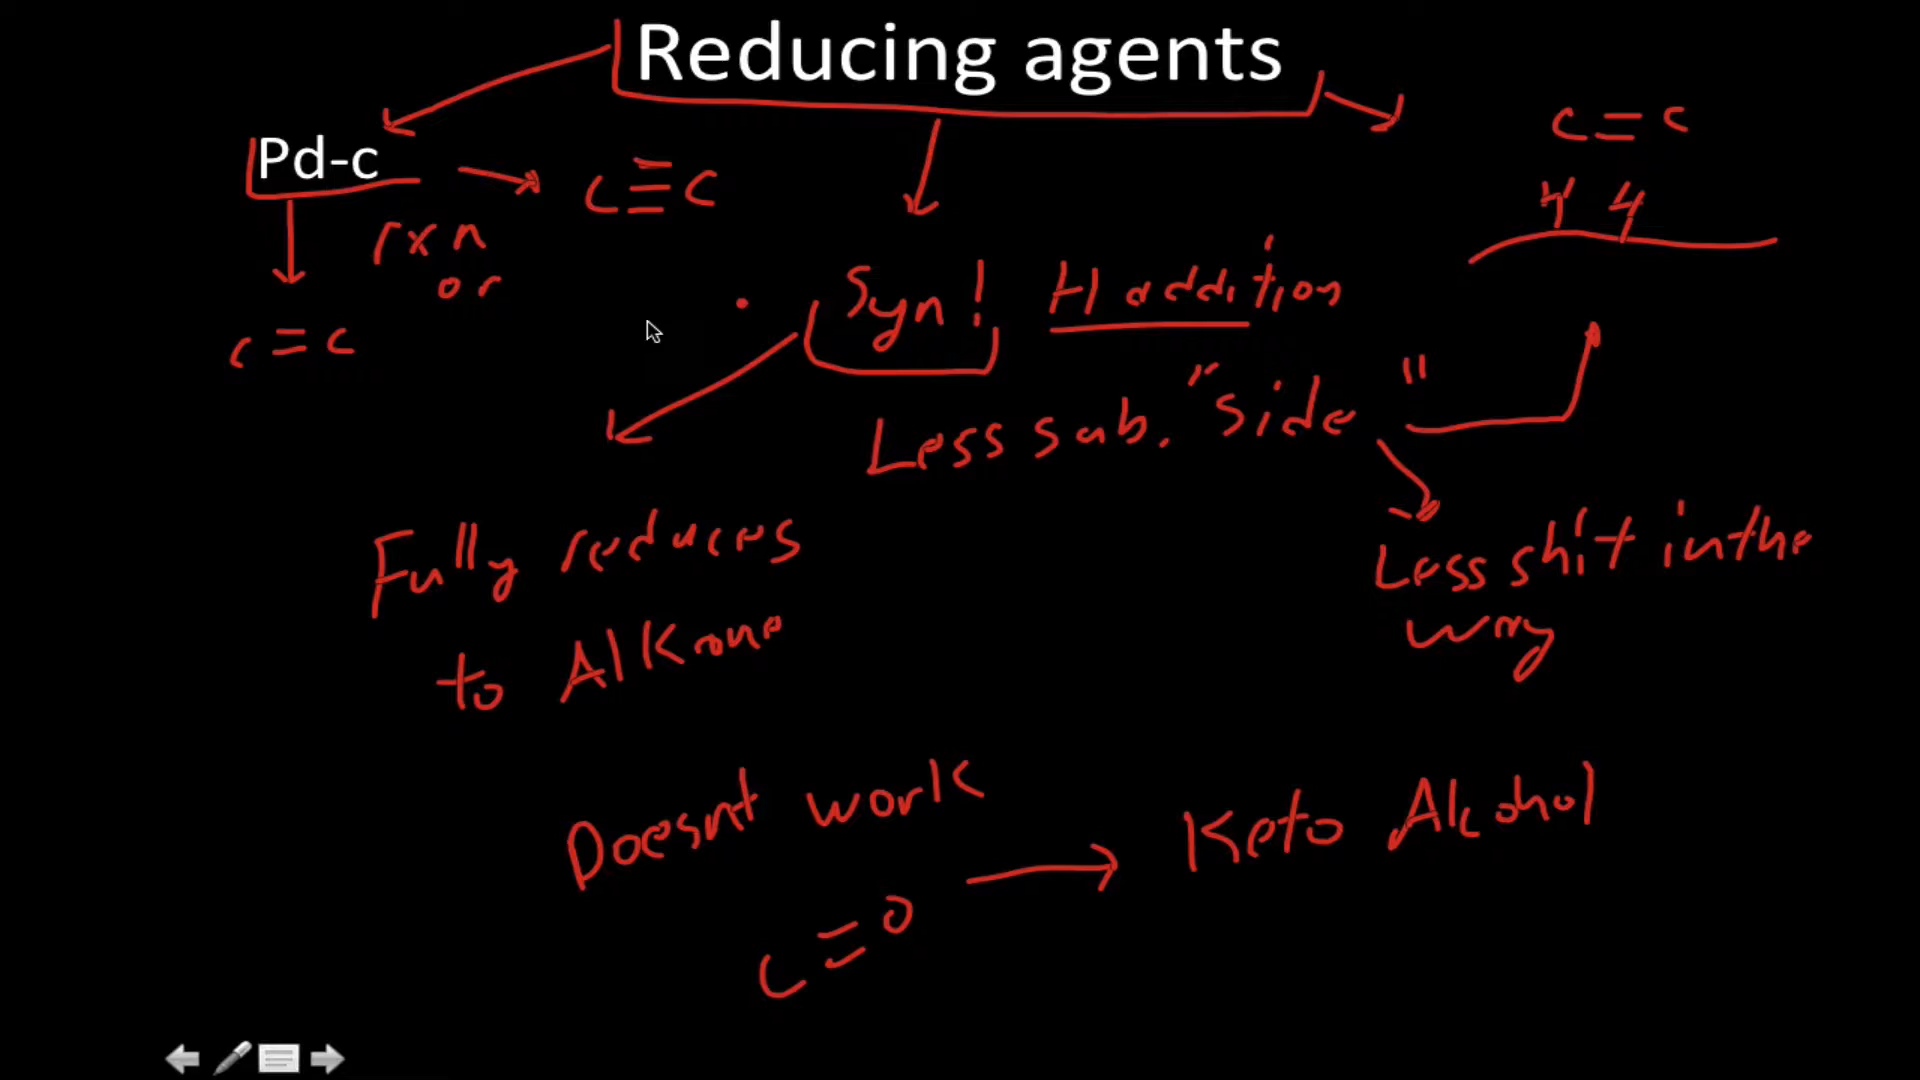 Reducing agents
Pd-c
rxn
or
C≡C
C=C
C=C
H H
Syn! H addition
Less sub. "side"
Less shit in the
way
Fully reduces
to Alkane
Doesnt work
C=O
Keto Alcohol